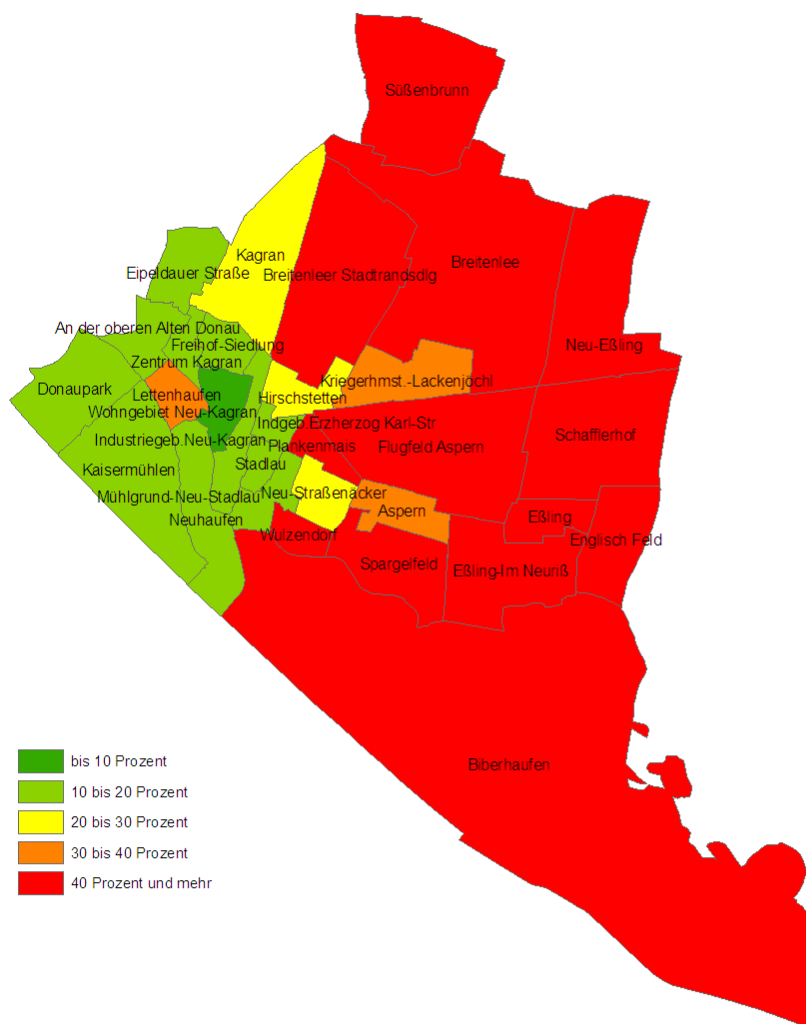 Süßenbrunn
Kagran
Breitenlee
Eipeldauer Straße
Breitenleer Stadtrandsdlg
An der oberen Alten Donau
Freihof-Siedlung
Neu-Eßling
Zentrum Kagran
Kriegerhmst.-Lackenjöchl
Donaupark
Lettenhaufen
Hirschstetten
Wohngebiet Neu-Kagran
Indgeb.Erzherzog Karl-Str
Schafflerhof
Industriegeb.Neu-Kagran
Plankenmais
Flugfeld Aspern
Kaisermühlen
Stadlau
Mühlgrund-Neu-Stadlau
Neu-Straßenäcker
Aspern
Neuhaufen
Eßling
Wulzendorf
Englisch Feld
Spargelfeld
Eßling-Im Neuriß
Biberhaufen
bis 10 Prozent
10 bis 20 Prozent
20 bis 30 Prozent
30 bis 40 Prozent
40 Prozent und mehr